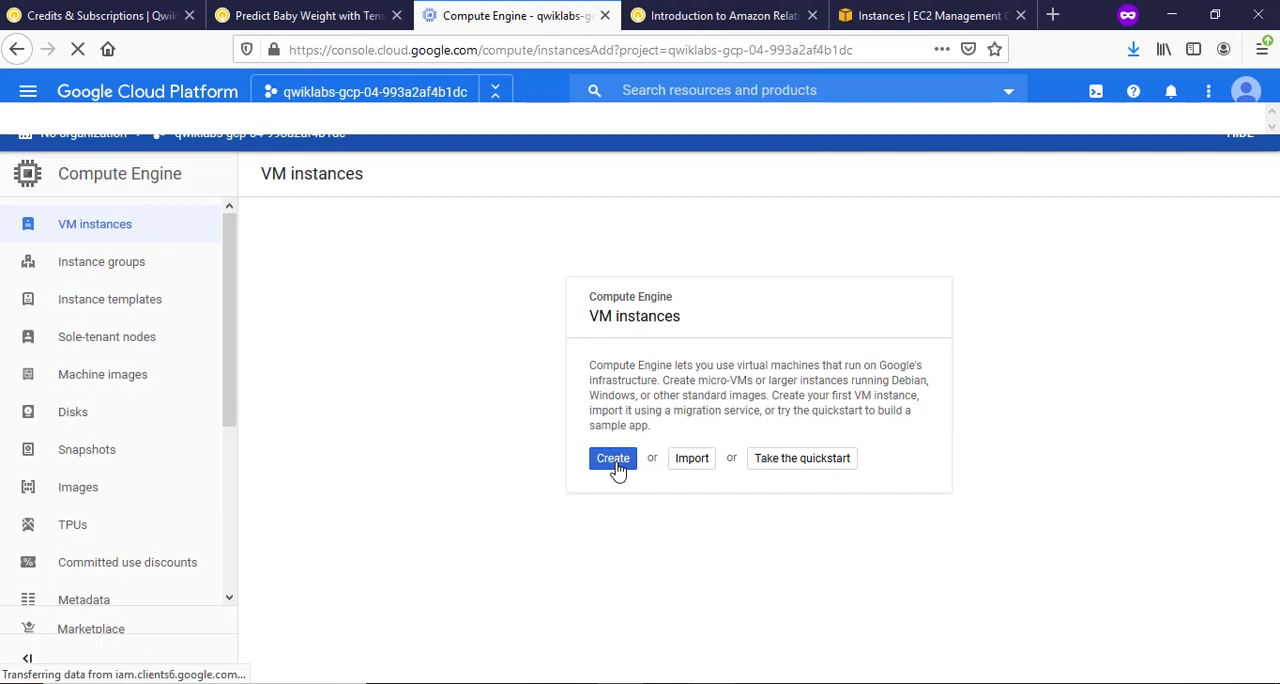 Credits & Subscriptions | Qwik
Predict Baby Weight with Tens
Compute Engine - qwiklabs-g
Introduction to Amazon Relat
Instances | EC2 Management C
https://console.cloud.google.com/compute/instancesAdd?project=qwiklabs-gcp-04-993a2af4b1dc
Google Cloud Platform
qwiklabs-gcp-04-993a2af4b1dc
Search resources and products
No organization
qwiklabs-gcp-04-993a2af4b1dc
HIDE
Compute Engine
VM instances
VM instances
Instance groups
Instance templates
Sole-tenant nodes
Machine images
Disks
Snapshots
Images
TPUs
Committed use discounts
Metadata
Marketplace
Compute Engine
VM instances
Compute Engine lets you use virtual machines that run on Google's
infrastructure. Create micro-VMs or larger instances running Debian,
Windows, or other standard images. Create your first VM instance,
import it using a migration service, or try the quickstart to build a
sample app.
Create or Import or Take the quickstart
Transferring data from iam.clients6.google.com...